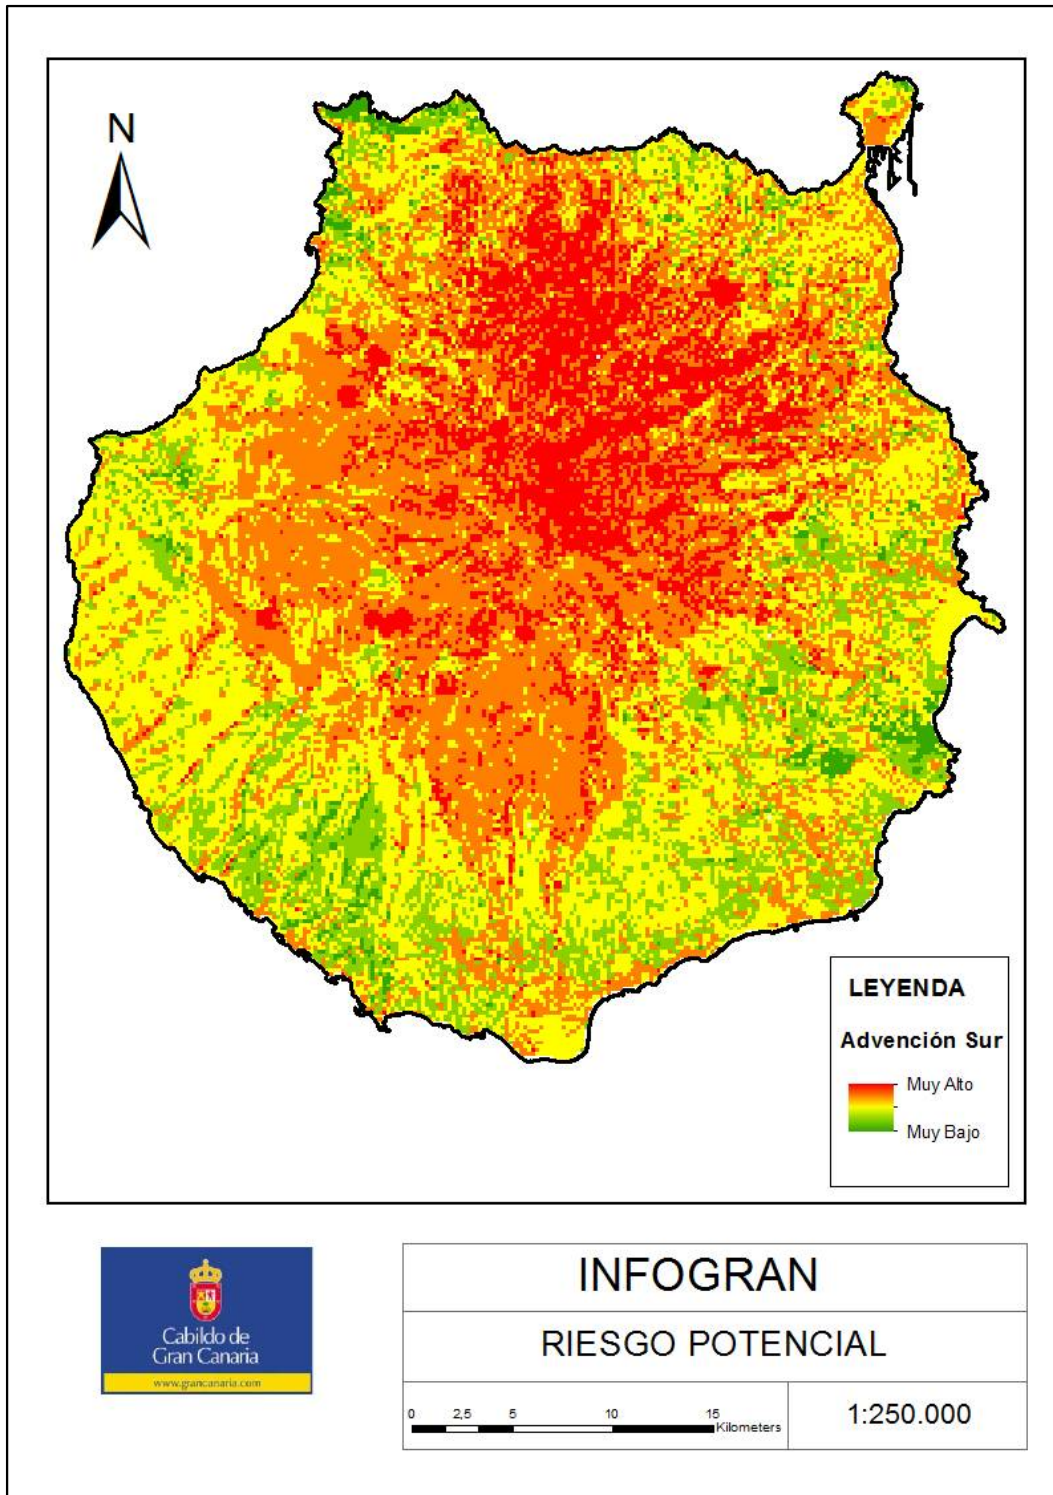 N
LEYENDA
Advención Sur
Muy Alto
Muy Bajo
Cabildo de
Gran Canaria
www.grancanaria.com
INFOGRAN
RIESGO POTENCIAL
0 2,5 5 10 15
Kilometers
1:250.000